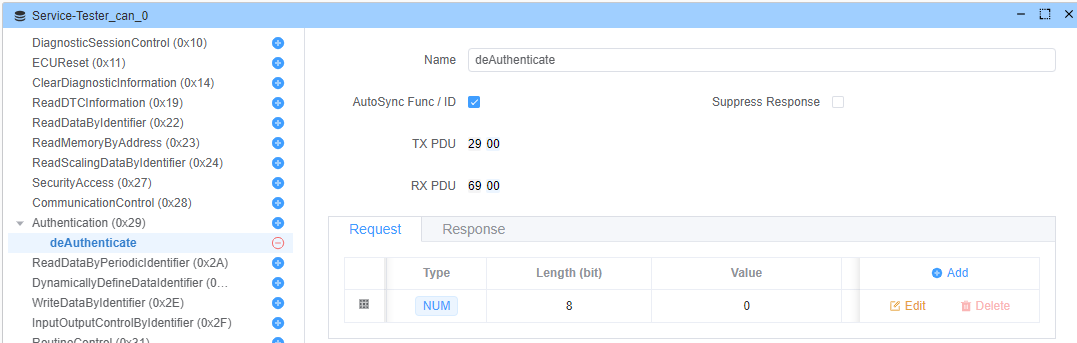 Service-Tester_can_0
DiagnosticSessionControl (0x10)
ECUReset (0x11)
ClearDiagnosticInformation (0x14)
ReadDTCInformation (0x19)
ReadDataByIdentifier (0x22)
ReadMemoryByAddress (0x23)
ReadScalingDataByIdentifier (0x24)
SecurityAccess (0x27)
CommunicationControl (0x28)
Authentication (0x29)
deAuthenticate
ReadDataByPeriodicIdentifier (0x2A)
DynamicallyDefineDataIdentifier (0...
WriteDataByIdentifier (0x2E)
InputOutputControlByIdentifier (0x2F)
RoutineControl (0x31)
Name deAuthenticate
AutoSync Func / ID Suppress Response
TX PDU 29 00
RX PDU 69 00
Request Response
Type Length (bit) Value Add
NUM 8 0 Edit Delete